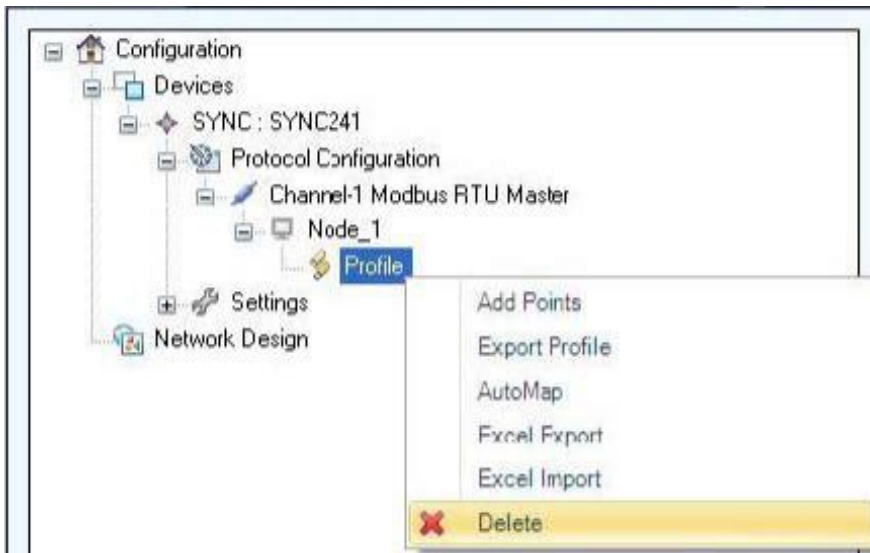 Configuration
Devices
SYNC : SYNC241
Protocol Configuration
Channel-1 Modbus RTU Master
Node_1
Profile
Settings
Network Design
Add Points
Export Profile
AutoMap
Excel Export
Excel Import
Delete